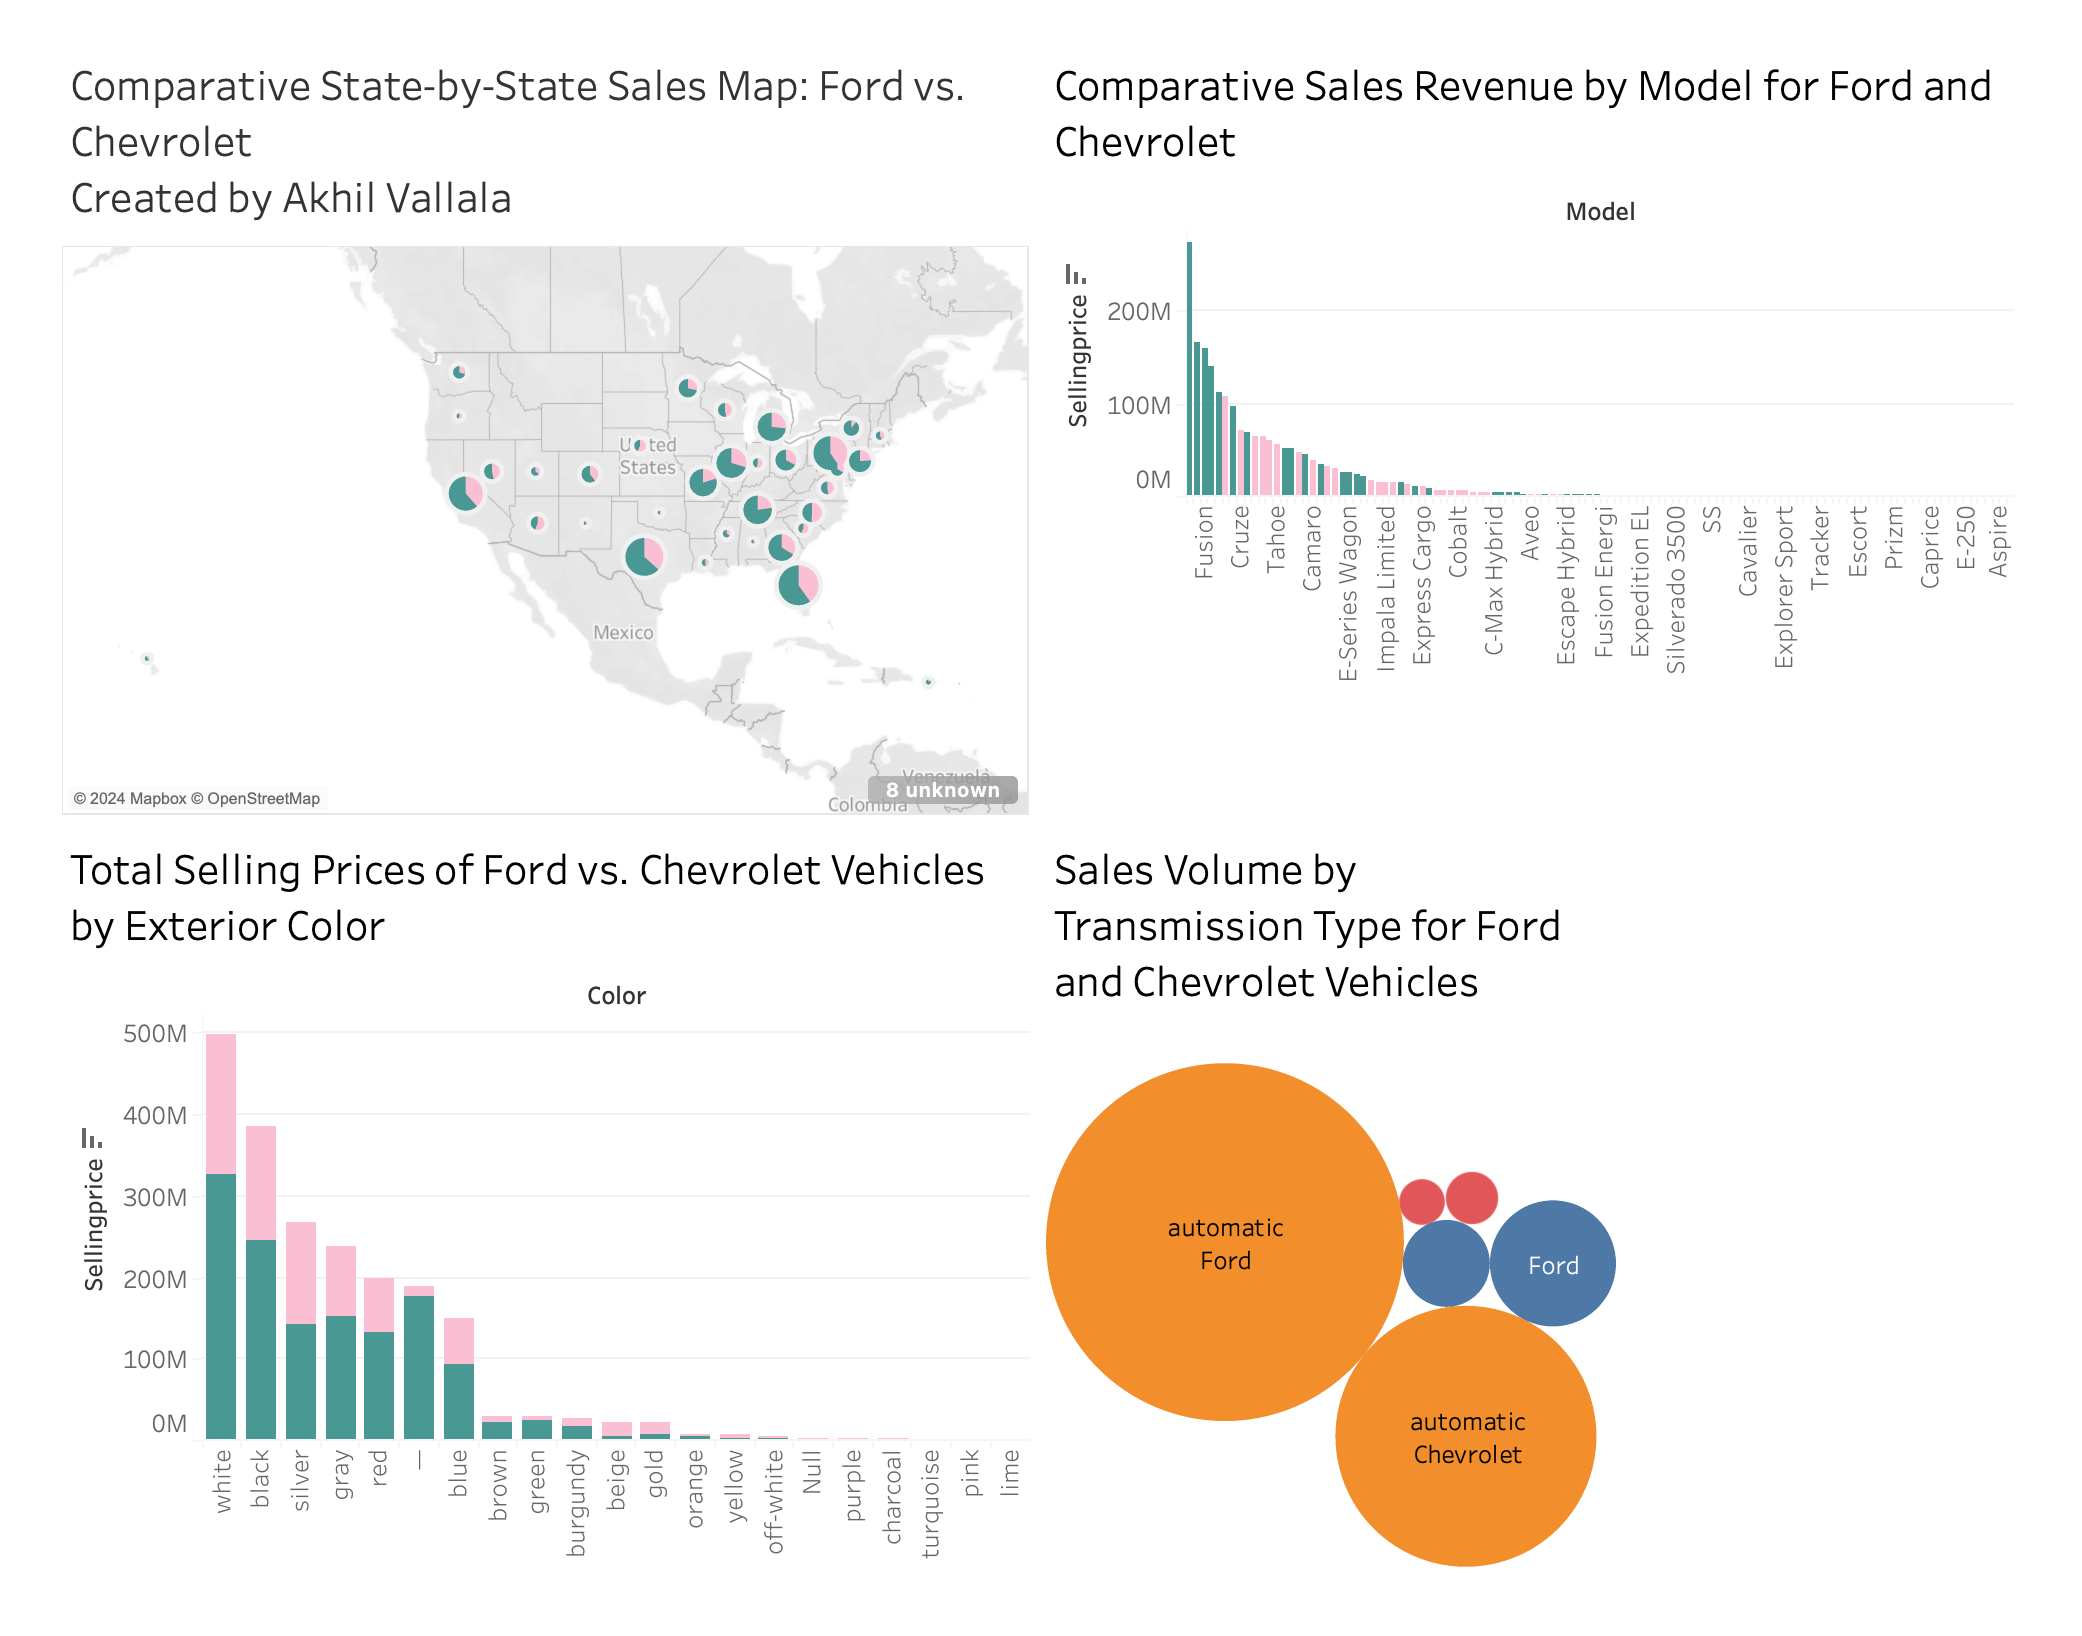 Comparative State-by-State Sales Map: Ford vs.
Chevrolet
Created by Akhil Vallala
United
States
Mexico
Venezuela
Colombia
8 unknown
© 2024 Mapbox © OpenStreetMap
Comparative Sales Revenue by Model for Ford and
Chevrolet
Model
Sellingprice
200M
100M
0M
Fusion
Cruze
Tahoe
Camaro
E-Series Wagon
Impala Limited
Express Cargo
Cobalt
C-Max Hybrid
Aveo
Escape Hybrid
Fusion Energi
Expedition EL
Silverado 3500
SS
Cavalier
Explorer Sport
Tracker
Escort
Prizm
Caprice
E-250
Aspire
Total Selling Prices of Ford vs. Chevrolet Vehicles
by Exterior Color
Color
Sellingprice
500M
400M
300M
200M
100M
0M
white
black
silver
gray
red
—
blue
brown
green
burgundy
beige
gold
orange
yellow
off-white
Null
purple
charcoal
turquoise
pink
lime
Sales Volume by
Transmission Type for Ford
and Chevrolet Vehicles
automatic
Ford
Ford
automatic
Chevrolet